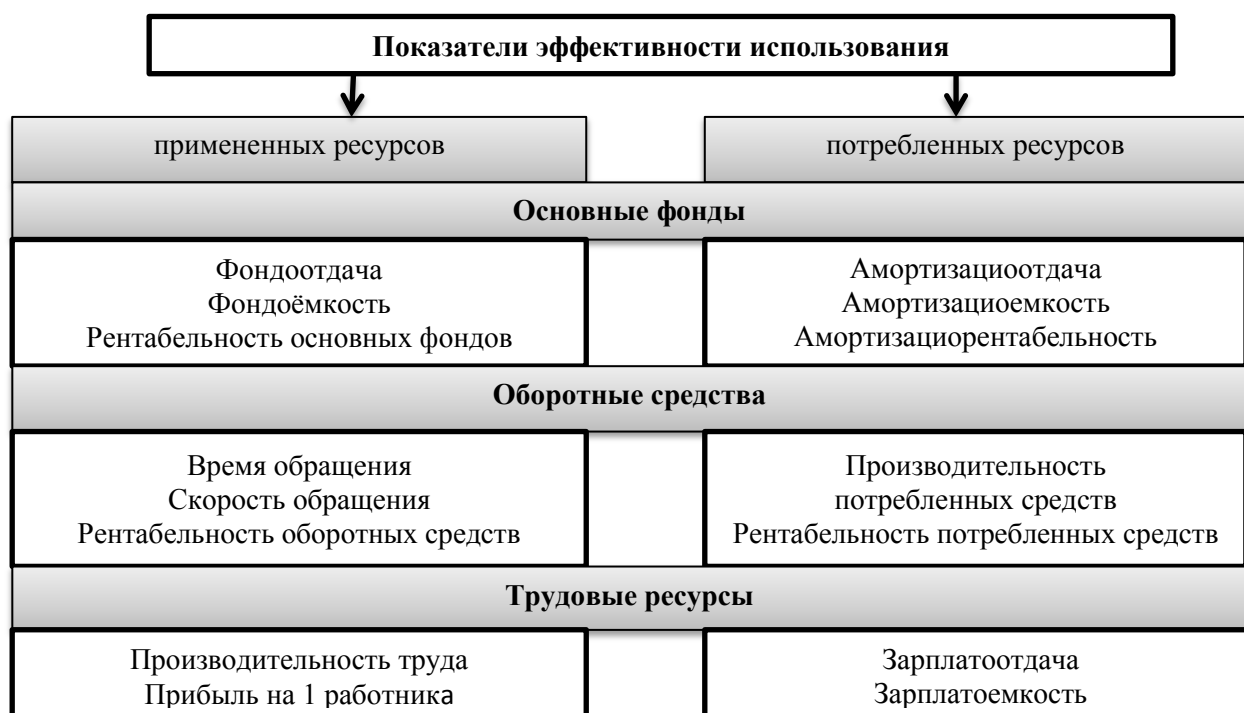 Показатели эффективности использования
примененных ресурсов
потребленных ресурсов
Основные фонды
Фондоотдача
Фондоёмкость
Рентабельность основных фондов
Амортизациоотдача
Амортизациоемкость
Амортизациорентабельность
Оборотные средства
Время обращения
Скорость обращения
Рентабельность оборотных средств
Производительность
потребленных средств
Рентабельность потребленных средств
Трудовые ресурсы
Производительность труда
Прибыль на 1 работника
Зарплатоотдача
Зарплатоемкость